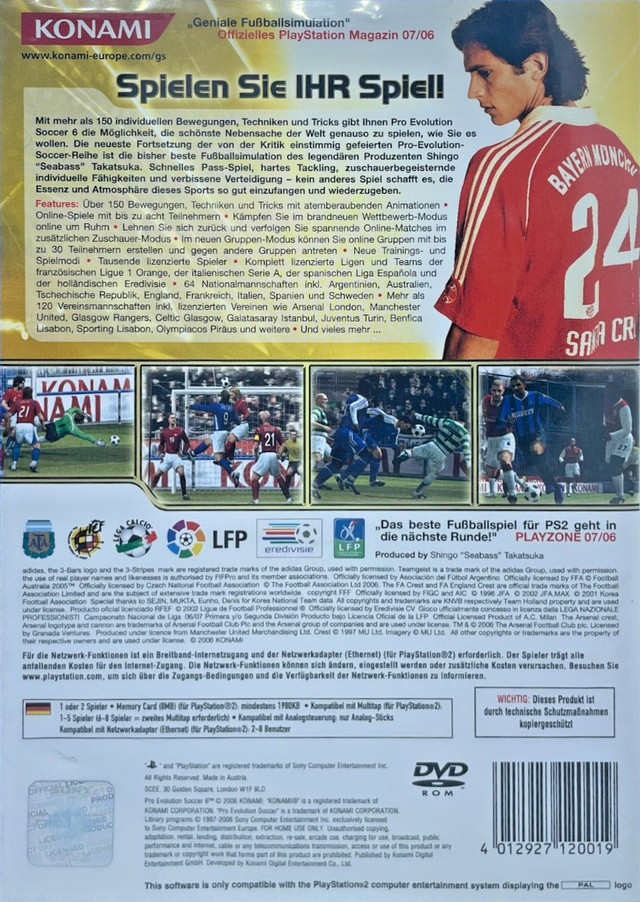 KONAMI
„Geniale Fußballsimulation"
Offizielles PlayStation Magazin 07/06
www.konami-europe.com/gs
Spielen Sie IHR Spiel!
Mit mehr als 150 individuellen Bewegungen, Techniken und Tricks gibt Ihnen Pro Evolution
Soccer 6 die Möglichkeit, die schönste Nebensache der Welt genauso zu spielen, wie Sie es
wollen. Die neueste Fortsetzung der von der Kritik einstimmig gefeierten Pro-Evolution-
Soccer-Reihe ist die bisher beste Fußballsimulation des legendären Produzenten Shingo
“Seabass” Takatsuka. Schnelles Pass-Spiel, hartes Tackling, zuschauerbegeisternde
individuelle Fähigkeiten und verbissene Verteidigung – kein anderes Spiel schafft es, die
Essenz und Atmosphäre dieses Sports so gut einzufangen und wiederzugeben.
Features: Über 150 Bewegungen, Techniken und Tricks mit atemberaubenden Animationen •
Online-Spiele mit bis zu acht Teilnehmern • Kämpfen Sie im brandneuen Wettbewerb-Modus
online um Ruhm • Lehnen Sie sich zurück und verfolgen Sie spannende Online-Matches im
zusätzlichen Zuschauer-Modus • Im neuen Gruppen-Modus können Sie online Gruppen mit bis
zu 30 Teilnehmern erstellen und gegen andere Gruppen antreten • Neue Trainings- und
Spielmodi • Tausende lizenzierte Spieler • Komplett lizenzierte Ligen und Teams der
französischen Ligue 1 Orange, der italienischen Serie A, der spanischen Liga Española und
der holländischen Eredivisie • 64 Nationalmannschaften inkl. Argentinien, Australien,
Tschechische Republik, England, Frankreich, Italien, Spanien und Schweden • Mehr als
120 Vereinsmannschaften inkl. lizenzierten Vereinen wie Arsenal London, Manchester
United, Glasgow Rangers, Celtic Glasgow, Galatasaray Istanbul, Juventus Turin, Benfica
Lisabon, Sporting Lisabon, Olympiacos Piräus und weitere • Und vieles mehr ...
BAYERN MÜNCHEN
24
SANTA CRUZ
KONAMI
AFA
LEGA CALCIO
LFP
eredivisie
LFP
„Das beste Fußballspiel für PS2 geht in
die nächste Runde!" PLAYZONE 07/06
Produced by Shingo “Seabass” Takatsuka
adidas, the 3-Bars logo and the 3-Stripes mark are registered trade marks of the adidas Group, used with permission. Teamgeist is a trade mark of the adidas Group, used with permission.
the use of real player names and likenesses is authorised by FIFPro and its member associations. Officially licensed by Asociación del Fútbol Argentino Officially licensed by FFA © Football
Australia 2005™ Officially licensed by Czech National Football Association © The Football Association Ltd 2006. The FA Crest and FA England Crest are official trade marks of The Football
Association Limited and are the subject of extensive trade mark registrations worldwide. copyright FFF Officially licensed by FIGC and AIC © 1996 JFA © 2002 JFA.MAX © 2001 Korea
Football Association Special thanks to SEJIN, MUKTA, Eunho, Denis for Korea National Team data All copyrights and trademarks are KNVB respectively Team Holland property and are used
under license. Producto oficial licenciado RFEF © 2002 Ligue de Football Professionnel ® Officially licensed by Eredivisie CV Gioco ufficialmente concesso in licenza dalla LEGA NAZIONALE
PROFESSIONISTI Campeonato Nacional de Liga 06/07 Primera y/o Segunda División Producto bajo Licencia Oficial de la LFP Official Licensed Product of A.C. Milan The Arsenal crest,
Arsenal logotype and cannon are trademarks of Arsenal Football Club Plc and the Arsenal group of companies and are used under license. TM & 2006 The Arsenal Football Club plc. Licensed
by Granada Ventures. Produced under licence from Manchester United Merchandising Ltd. Crest © 1997 MU Ltd. Imagery © MU Ltd. All other copyrights or trademarks are the property of
their respective owners and are used under license. © 2006 KONAMI
Für die Netzwerk-Funktionen ist ein Breitband-Internetzugang und der Netzwerkadapter (Ethernet) (für PlayStation®2) erforderlich. Der Spieler trägt alle
anfallenden Kosten für den Internet-Zugang. Die Netzwerk-Funktionen können sich ändern, eingestellt werden oder zusätzliche Kosten verursachen. Besuchen Sie
www.playstation.com, um sich über die Zugangs-Bedingungen und die Verfügbarkeit der Netzwerk-Funktionen zu informieren.
1 oder 2 Spieler • Memory Card (8MB) (für PlayStation®2): mindestens 1900KB • Kompatibel mit Multitap (für PlayStation®2):
1-5 Spieler (6-8 Spieler = zweites Multitap erforderlich) • Kompatibel mit Analogsteuerung: nur Analog-Sticks
Kompatibel mit Netzwerkadapter (Ethernet) (für PlayStation®2): 2-8 Benutzer
WICHTIG: Dieses Produkt ist
durch technische Schutzmaßnahmen
kopiergeschützt
“ ” and “PlayStation” are registered trademarks of Sony Computer Entertainment Inc.
All Rights Reserved. Made in Austria.
SCEE, 30 Golden Square, London W1F 9LD.
Pro Evolution Soccer 6™ © 2006 KONAMI. “KONAMI®” is a registered trademark of
KONAMI CORPORATION. “Pro Evolution Soccer” is a trademark of KONAMI CORPORATION.
Library programs © 1997-2006 Sony Computer Entertainment Inc. exclusively licensed
to Sony Computer Entertainment Europe. FOR HOME USE ONLY. Unauthorised copying,
adaptation, rental, lending, distribution, extraction, re-sale, arcade use, charging for use, broadcast, public
performance and internet, cable or any telecommunications transmission, access or use of this product or any
trademark or copyright work that forms part of this product are prohibited. Published by Konami Digital
Entertainment GmbH. Developed by Konami Digital Entertainment Co., Ltd.
DVD
ROM
4 012927 120019
This software is only compatible with the PlayStation®2 computer entertainment system displaying the PAL logo